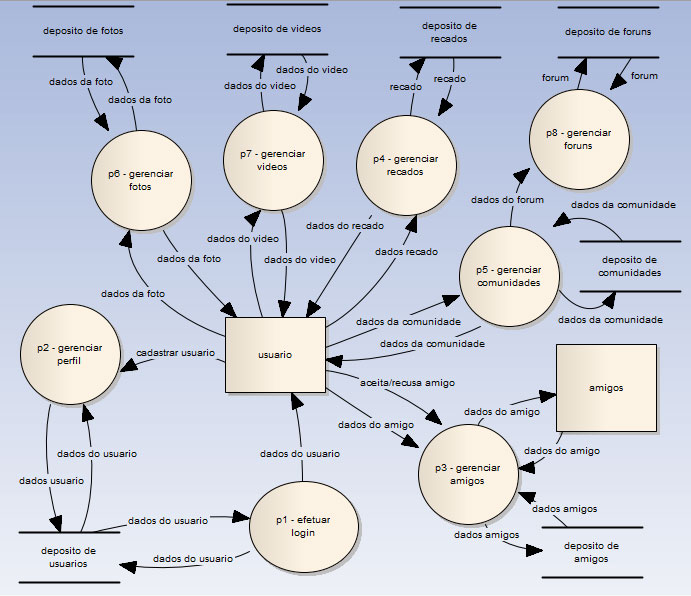 deposito de fotos
deposito de videos
deposito de
recados
deposito de foruns
dados da foto
dados da foto
dados do video
dados do video
recado
recado
forum
forum
p6 - gerenciar
fotos
p7 - gerenciar
videos
p4 - gerenciar
recados
p8 - gerenciar
foruns
dados do forum
dados da comunidade
dados da foto
dados do video
dados do video
dados do recado
dados recado
p5 - gerenciar
comunidades
deposito de
comunidades
dados da foto
dados da comunidade
dados da comunidade
dados da comunidade
p2 - gerenciar
perfil
cadastrar usuario
usuario
aceita/recusa amigo
amigos
dados do amigo
dados do amigo
dados do usuario
dados usuario
dados do usuario
dados do amigo
p3 - gerenciar
amigos
dados do usuario
p1 - efetuar
login
dados amigos
dados amigos
deposito de
usuarios
dados do usuario
deposito de
amigos